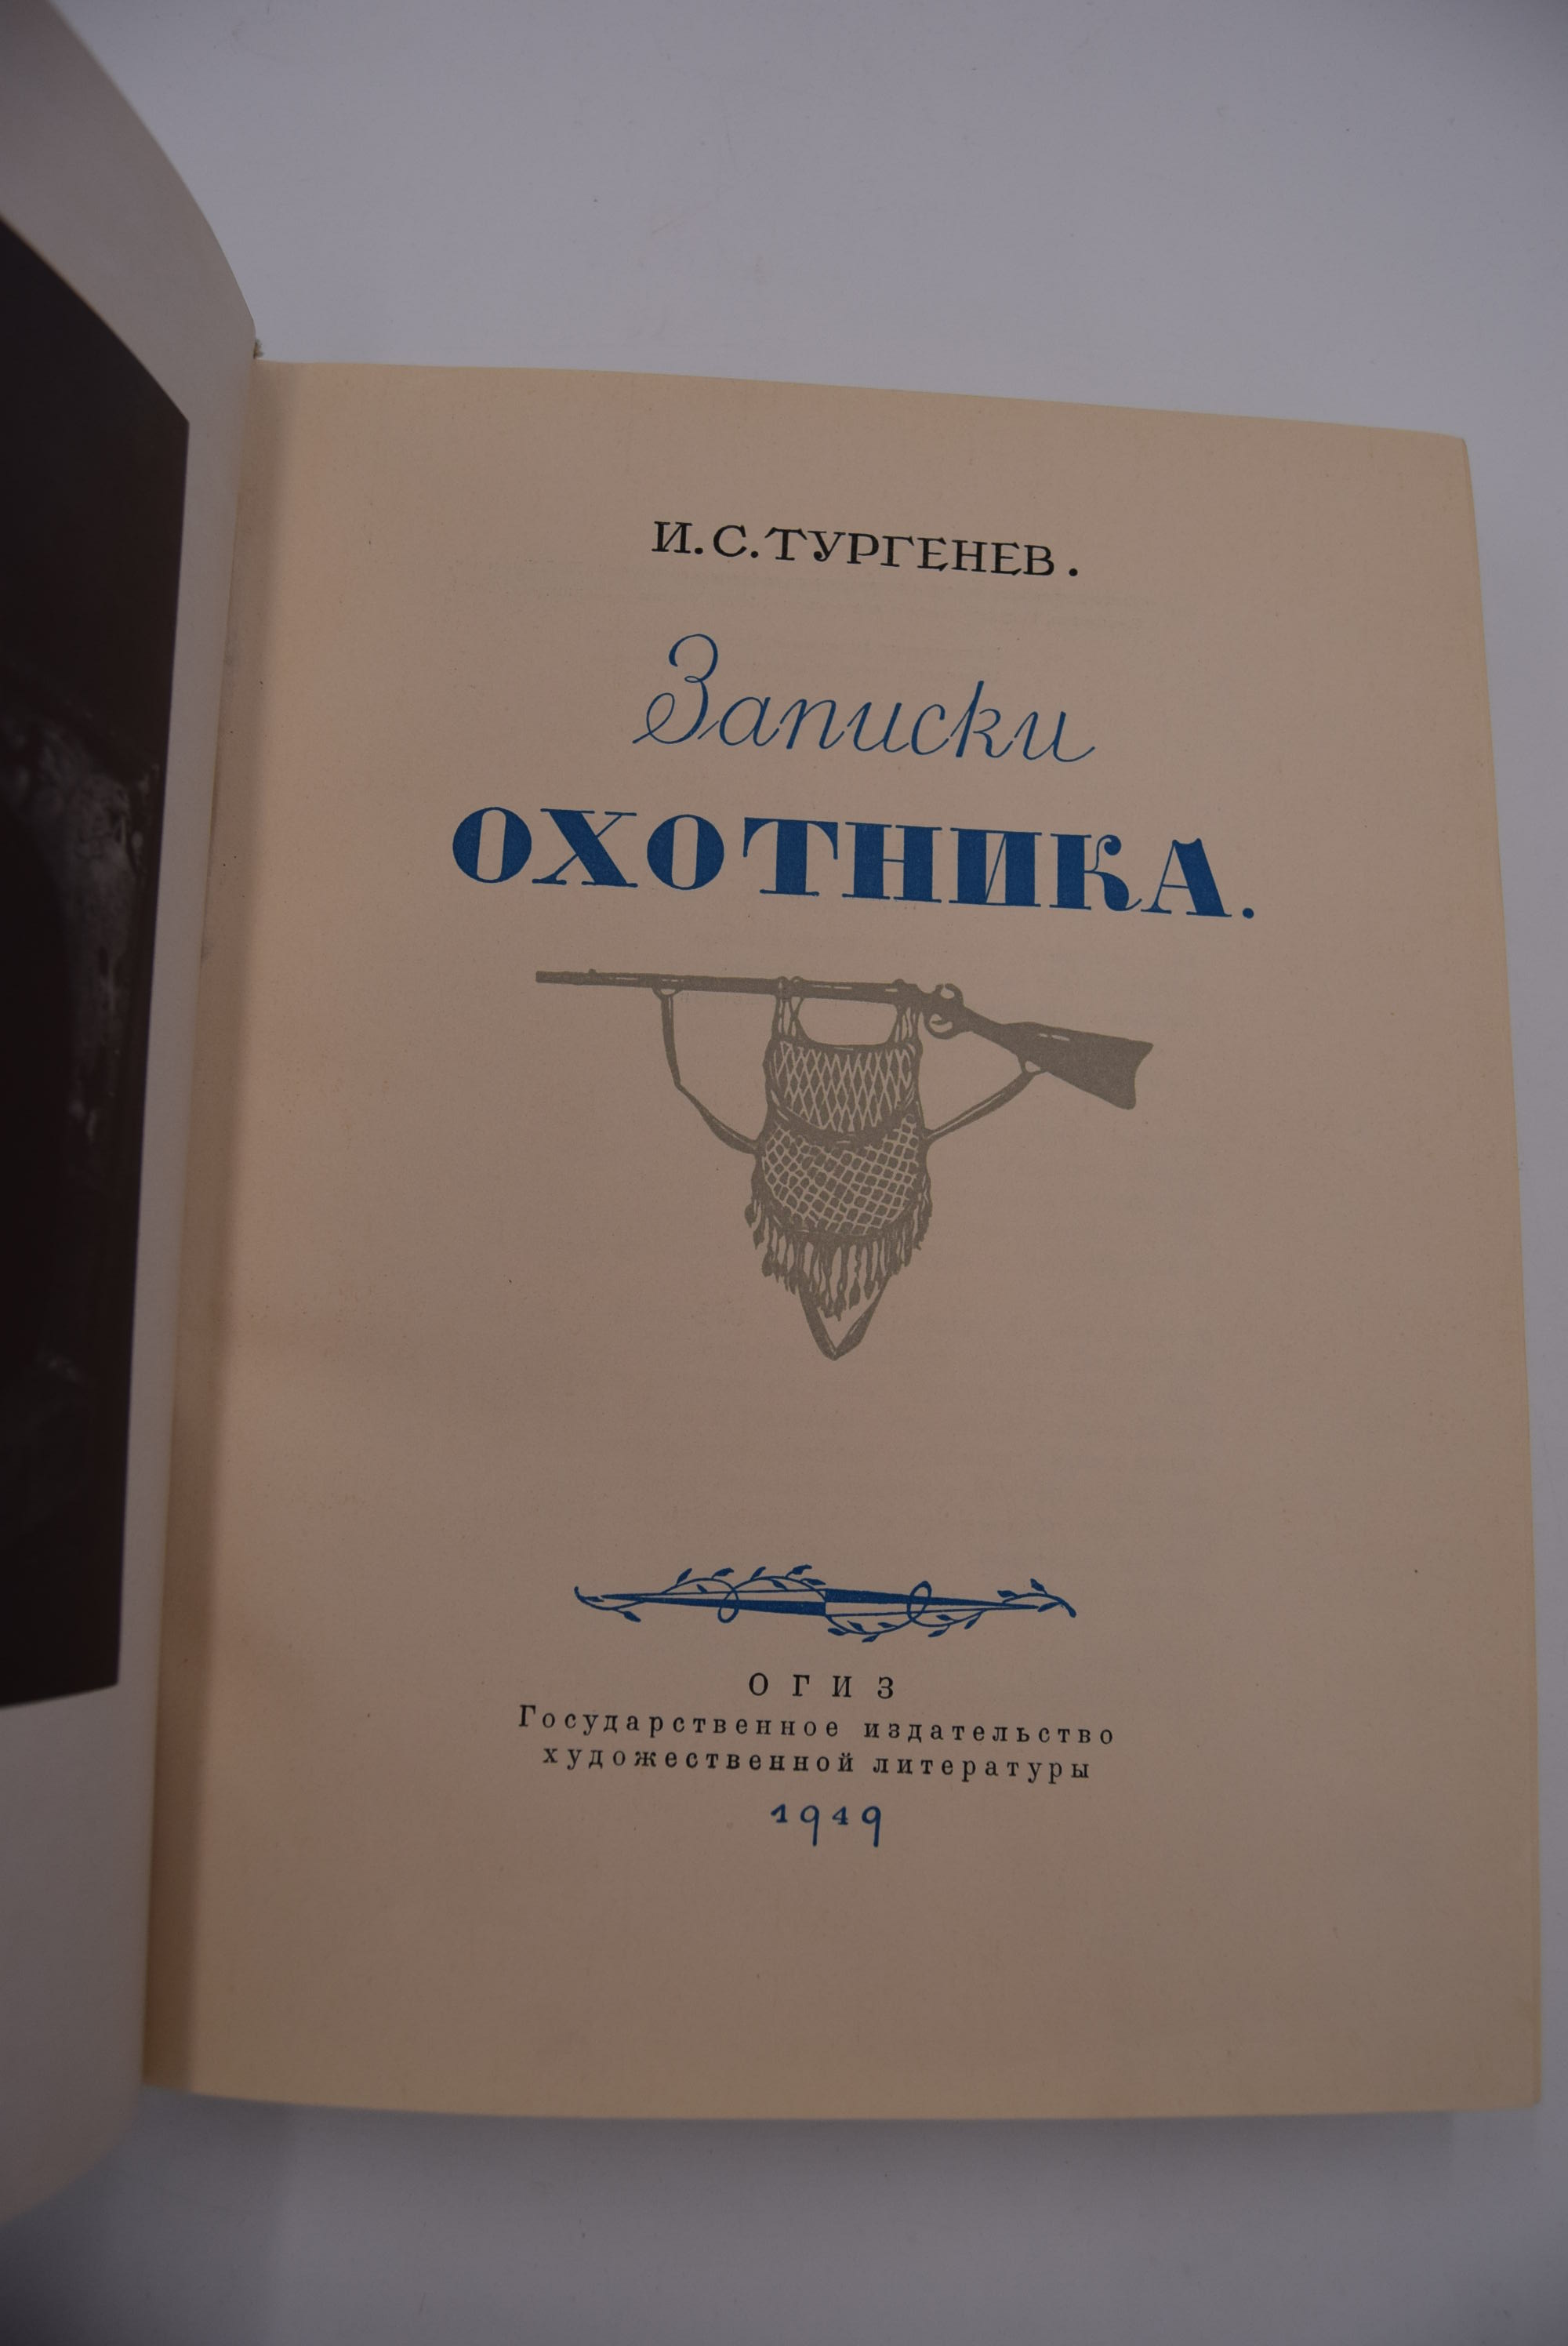 И. С. ТУРГЕНЕВ.
Записки
ОХОТНИКА.
ОГИЗ
Государственное издательство
художественной литературы
1949